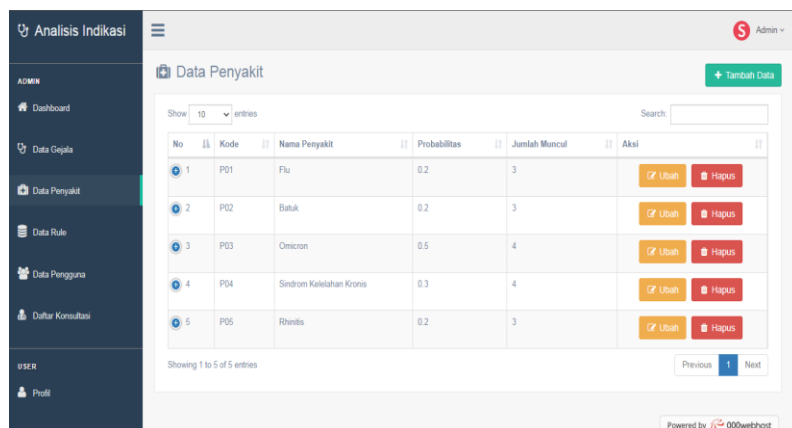 Analisis Indikasi
S Admin
ADMIN
Dashboard
Data Gejala
Data Penyakit
Data Rule
Data Pengguna
Daftar Konsultasi
USER
Profil
Data Penyakit
+ Tambah Data
Show 10 entries Search:
No Kode Nama Penyakit Probabilitas Jumlah Muncul Aksi
1 P01 Flu 0.2 3 Ubah Hapus
2 P02 Batuk 0.2 3 Ubah Hapus
3 P03 Omicron 0.5 4 Ubah Hapus
4 P04 Sindrom Kelelahan Kronis 0.3 4 Ubah Hapus
5 P05 Rhinitis 0.2 3 Ubah Hapus
Showing 1 to 5 of 5 entries Previous 1 Next
Powered by 000webhost